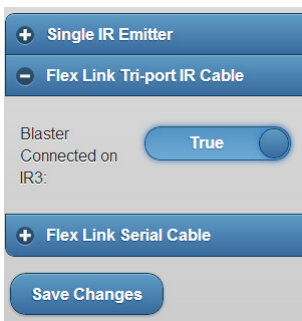 Single IR Emitter
Flex Link Tri-port IR Cable
Blaster
Connected on
IR3:
True
Flex Link Serial Cable
Save Changes